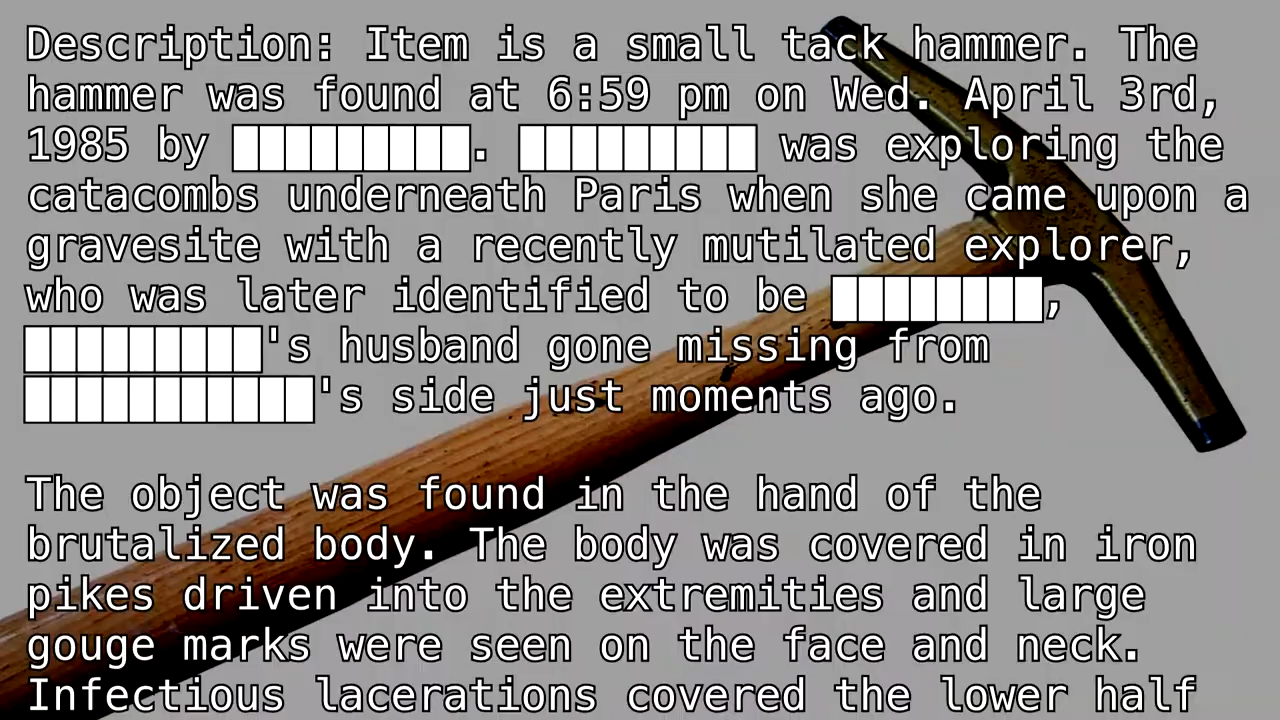 Description: Item is a small tack hammer. The
hammer was found at 6:59 pm on Wed. April 3rd,
1985 by █████████. █████████ was exploring the
catacombs underneath Paris when she came upon a
gravesite with a recently mutilated explorer,
who was later identified to be ████████,
█████████'s husband gone missing from
███████████'s side just moments ago.
The object was found in the hand of the
brutalized body. The body was covered in iron
pikes driven into the extremities and large
gouge marks were seen on the face and neck.
Infectious lacerations covered the lower half